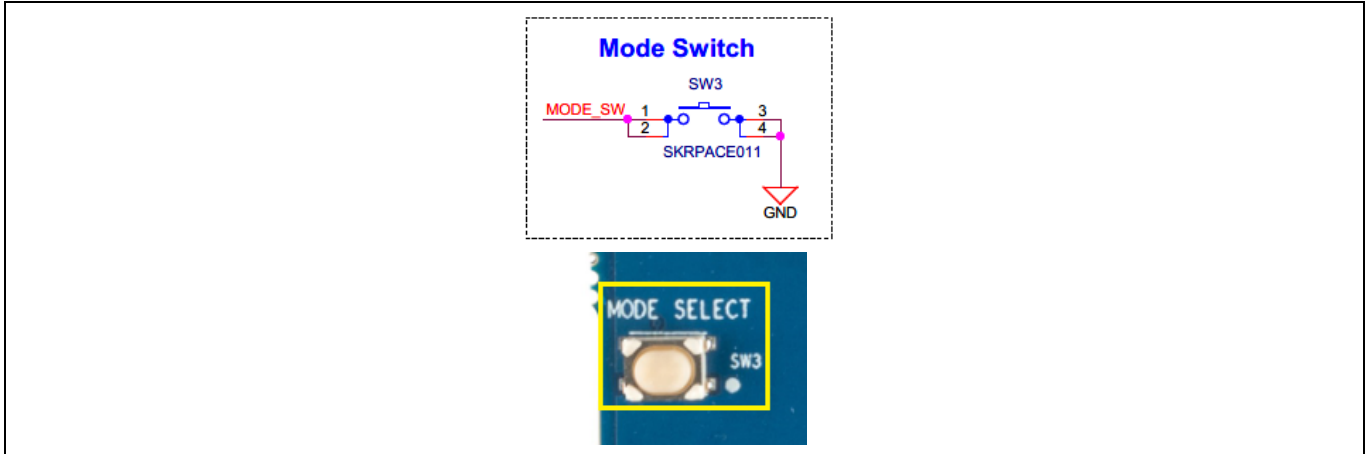 Mode Switch
SW3
MODE_SW 1 3
2 4
SKRPACE011
GND
MODE SELECT
SW3